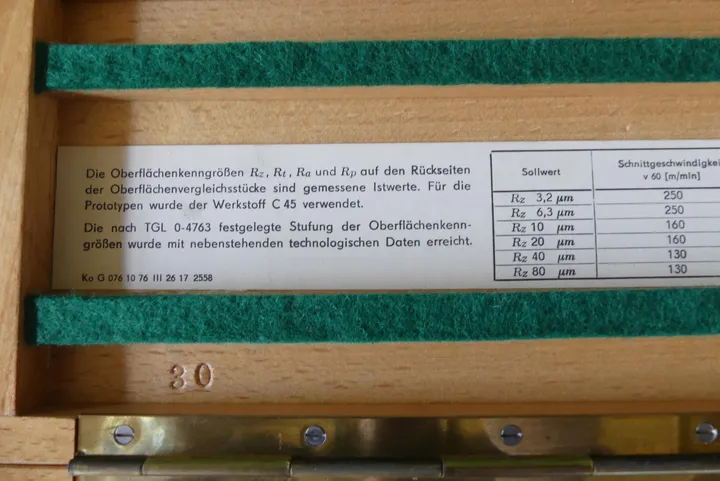 Die Oberflächenkenngrößen Rz, Rt, Ra und Rp auf den Rückseiten
der Oberflächenvergleichsstücke sind gemessene Istwerte. Für die
Prototypen wurde der Werkstoff C 45 verwendet.
Die nach TGL 0-4763 festgelegte Stufung der Oberflächenkenn-
größen wurde mit nebenstehenden technologischen Daten erreicht.
Ko G 076 10 76 III 26 17 2558
Sollwert Schnittgeschwindigkei
v 60 [m/min]
Rz 3,2 μm 250
Rz 6,3 μm 250
Rz 10 μm 160
Rz 20 μm 160
Rz 40 μm 130
Rz 80 μm 130
30